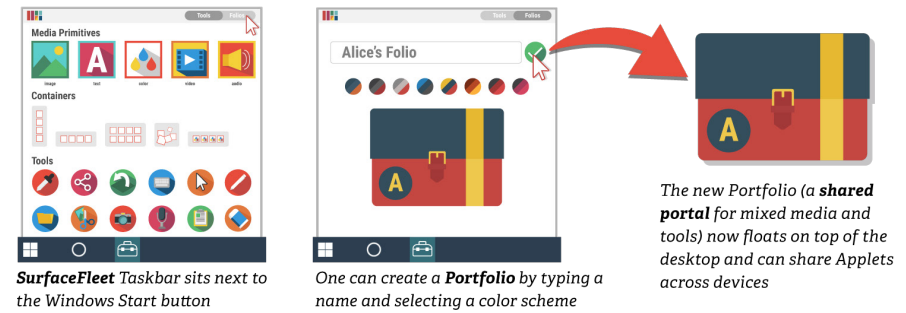 Tools Folios
Media Primitives
A
image text color video audio
Containers
Tools
SurfaceFleet Taskbar sits next to
the Windows Start button
Tools Folios
Alice's Folio
A
One can create a Portfolio by typing a
name and selecting a color scheme
A
The new Portfolio (a shared
portal for mixed media and
tools) now floats on top of the
desktop and can share Applets
across devices